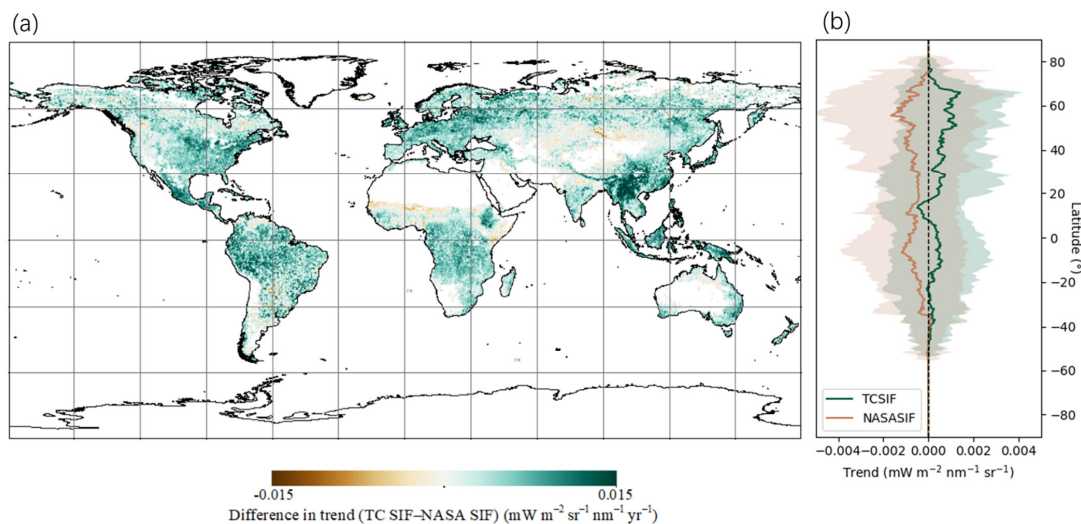 (a)
(b)
80
60
40
20
0
−20
−40
−60
−80
Latitude (°)
TCSIF
NASASIF
−0.004 −0.002 0.000 0.002 0.004
Trend (mW m⁻² nm⁻¹ sr⁻¹)
-0.015 0.015
Difference in trend (TC SIF–NASA SIF) (mW m⁻² sr⁻¹ nm⁻¹ yr⁻¹)